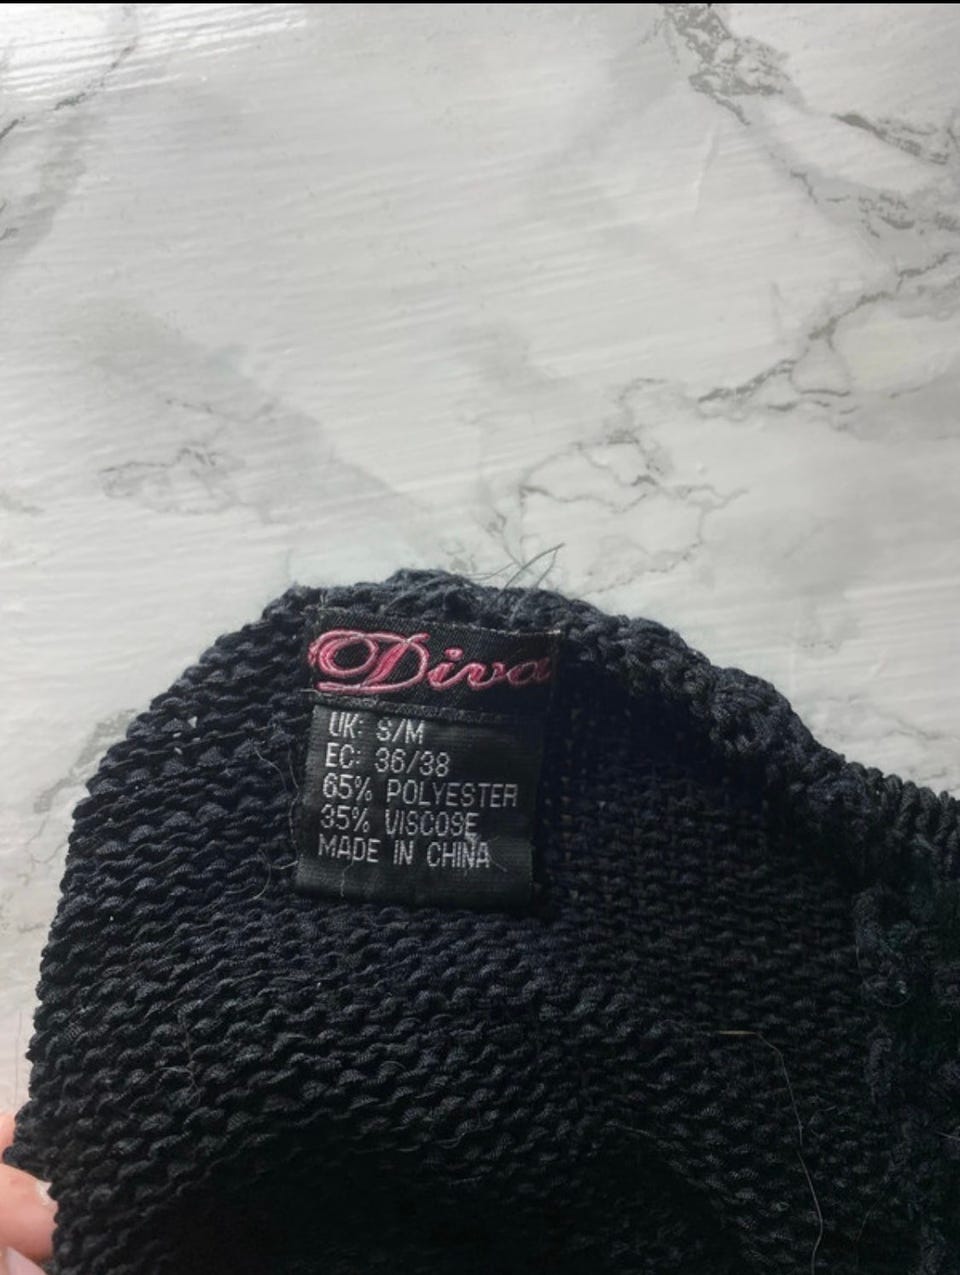 Diva
UK: S/M
EC: 36/38
65% POLYESTER
35% VISCOSE
MADE IN CHINA